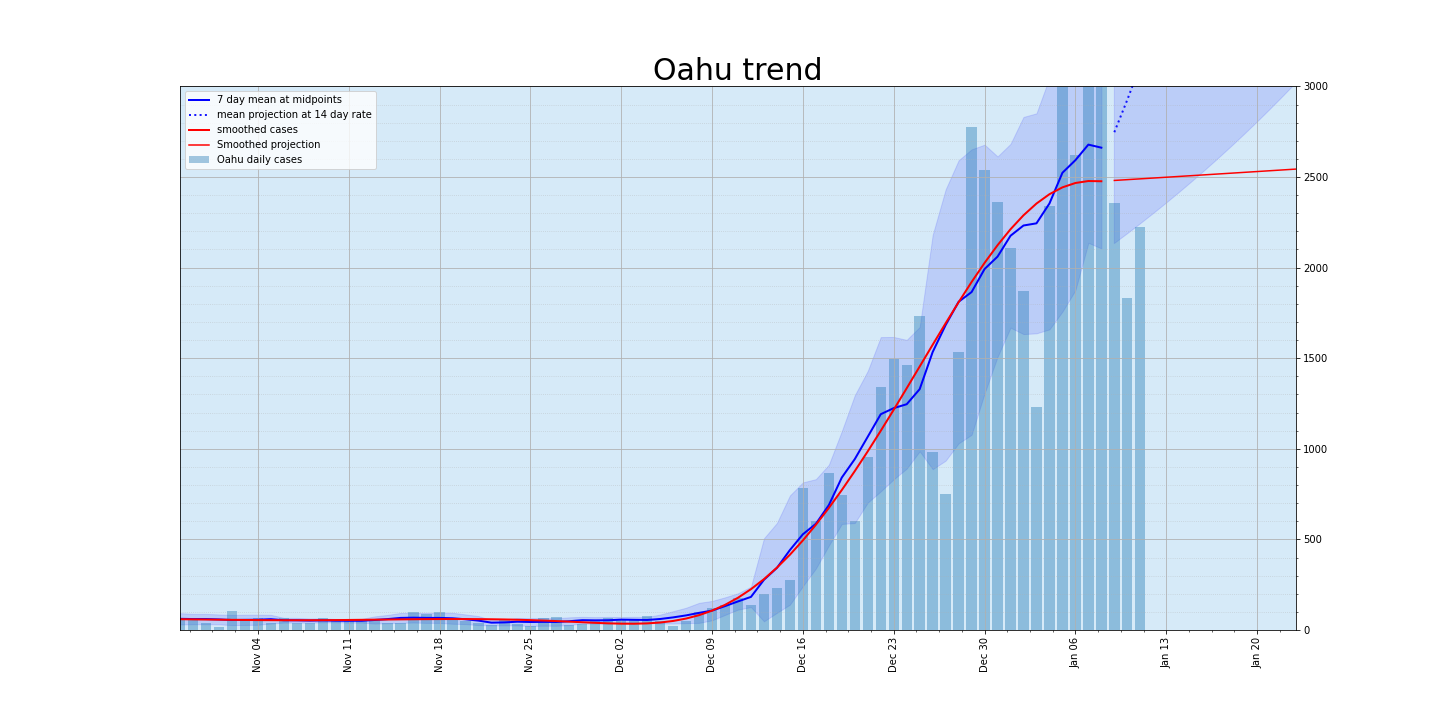 Oahu trend
7 day mean at midpoints
mean projection at 14 day rate
smoothed cases
Smoothed projection
Oahu daily cases
3000
2500
2000
1500
1000
500
0
Nov 04
Nov 11
Nov 18
Nov 25
Dec 02
Dec 09
Dec 16
Dec 23
Dec 30
Jan 06
Jan 13
Jan 20